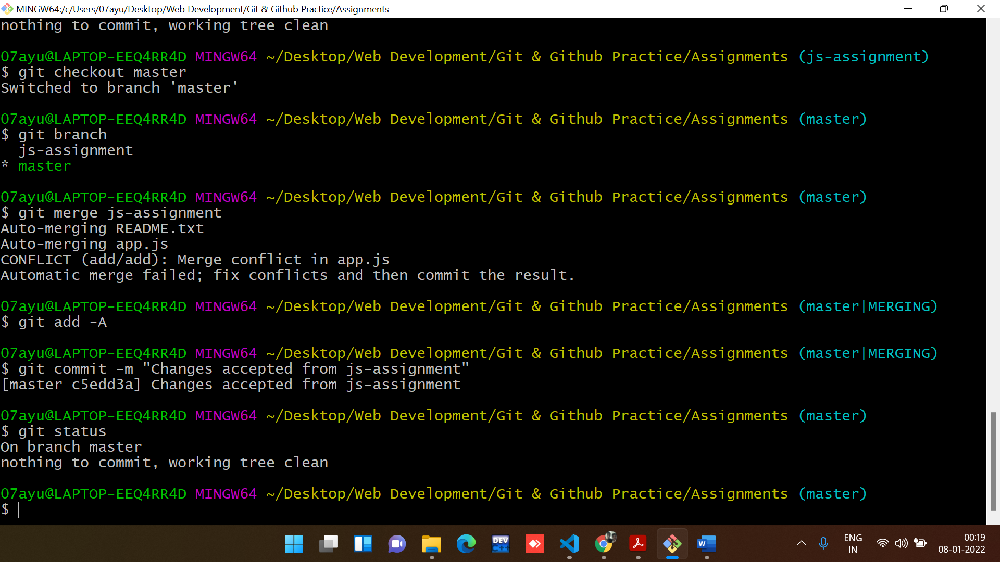 MINGW64:/c/Users/07ayu/Desktop/Web Development/Git & Github Practice/Assignments
nothing to commit, working tree clean
07ayu@LAPTOP-EEQ4RR4D MINGW64 ~/Desktop/Web Development/Git & Github Practice/Assignments (js-assignment)
$ git checkout master
Switched to branch 'master'
07ayu@LAPTOP-EEQ4RR4D MINGW64 ~/Desktop/Web Development/Git & Github Practice/Assignments (master)
$ git branch
js-assignment
* master
07ayu@LAPTOP-EEQ4RR4D MINGW64 ~/Desktop/Web Development/Git & Github Practice/Assignments (master)
$ git merge js-assignment
Auto-merging README.txt
Auto-merging app.js
CONFLICT (add/add): Merge conflict in app.js
Automatic merge failed; fix conflicts and then commit the result.
07ayu@LAPTOP-EEQ4RR4D MINGW64 ~/Desktop/Web Development/Git & Github Practice/Assignments (master|MERGING)
$ git add -A
07ayu@LAPTOP-EEQ4RR4D MINGW64 ~/Desktop/Web Development/Git & Github Practice/Assignments (master|MERGING)
$ git commit -m "Changes accepted from js-assignment"
[master c5edd3a] Changes accepted from js-assignment
07ayu@LAPTOP-EEQ4RR4D MINGW64 ~/Desktop/Web Development/Git & Github Practice/Assignments (master)
$ git status
On branch master
nothing to commit, working tree clean
07ayu@LAPTOP-EEQ4RR4D MINGW64 ~/Desktop/Web Development/Git & Github Practice/Assignments (master)
$
DEV
C++
W
ENG
IN
00:19
08-01-2022